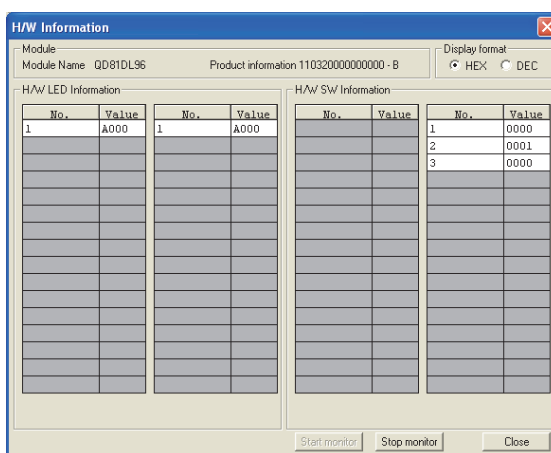 H/W Information
Module
Display format
Module Name QD81DL96
Product information 110320000000000 - B
HEX DEC
H/W LED Information
H/W SW Information
No. Value No. Value No. Value No. Value
1 A000 1 A000 1 0000
2 0001
3 0000
Start monitor Stop monitor Close